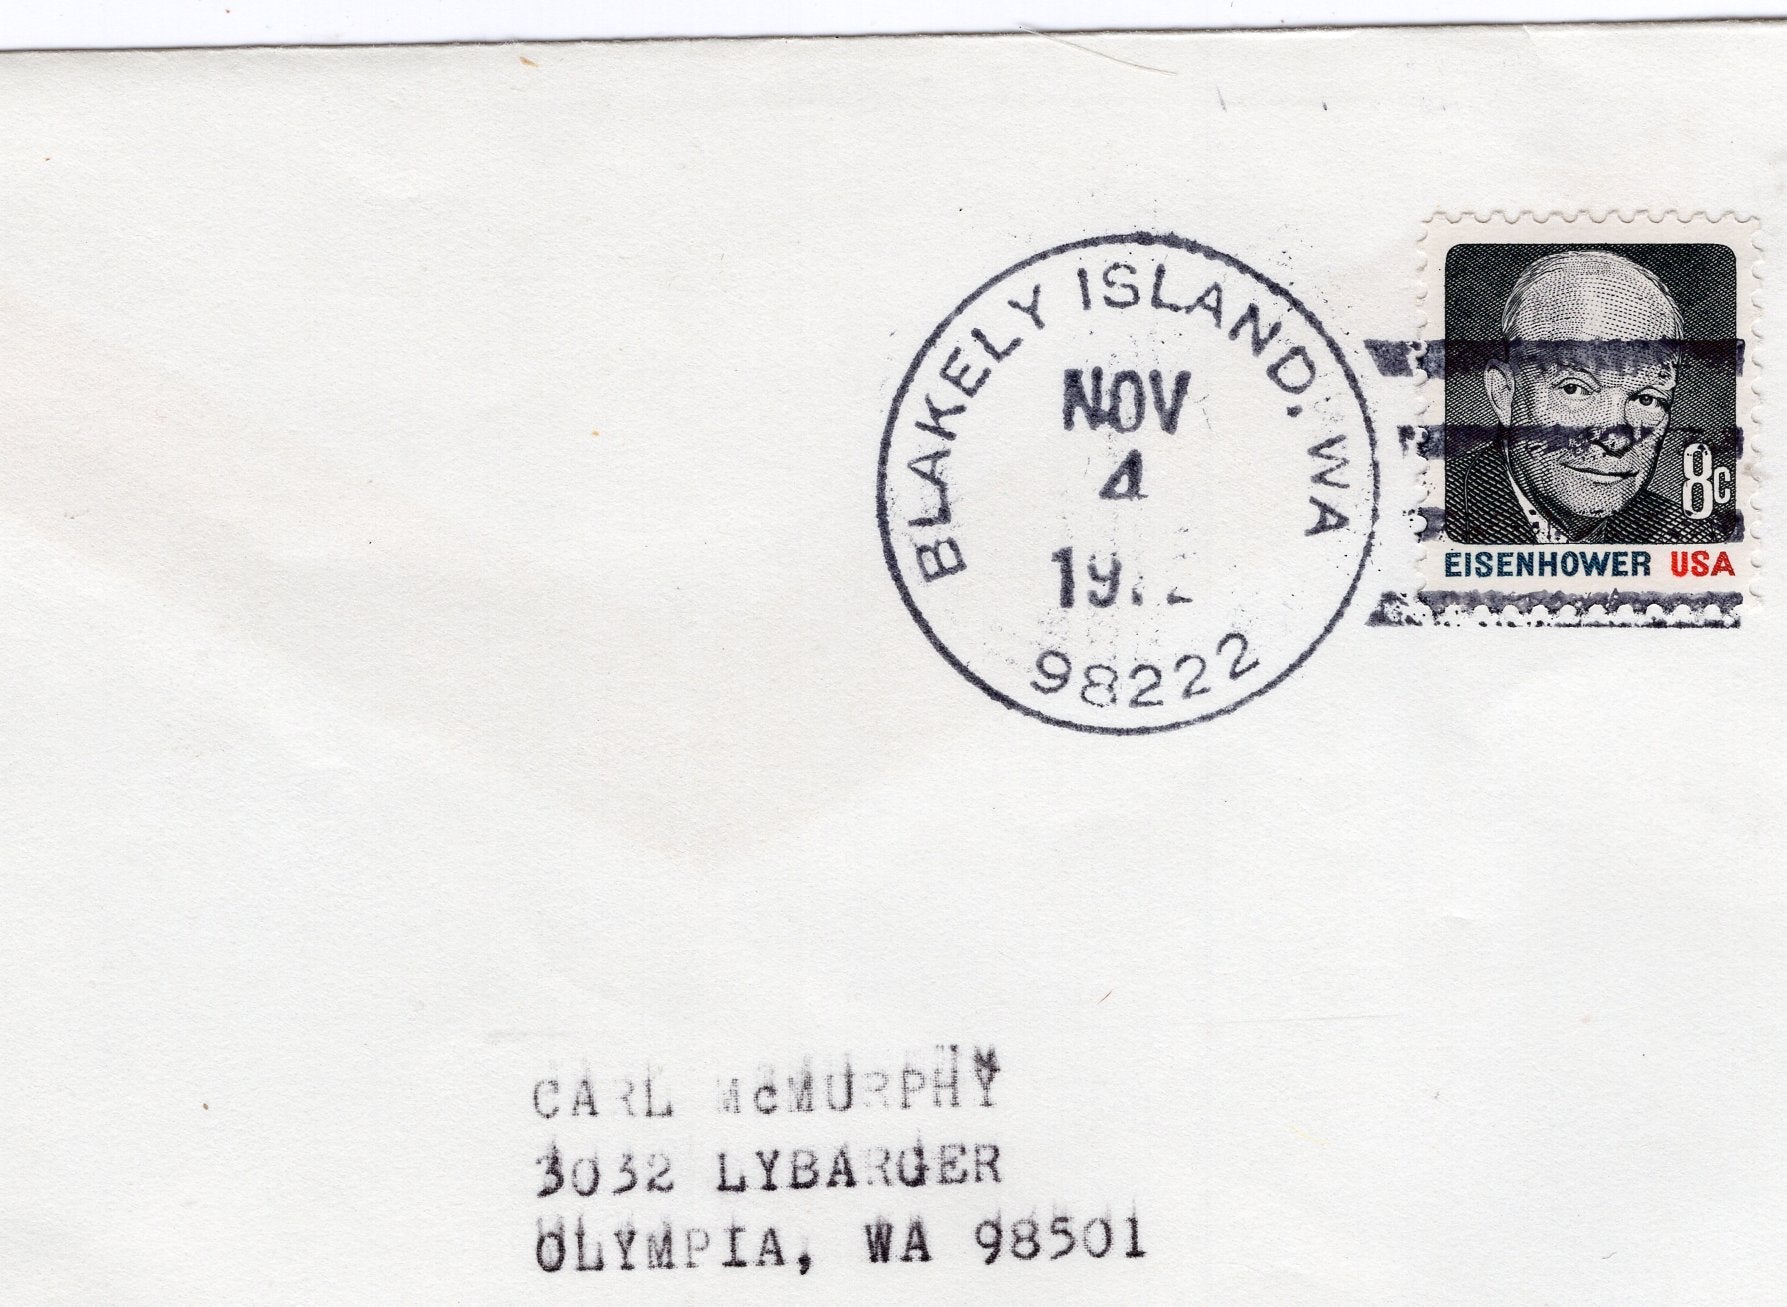 BLAKELY ISLAND, WA
NOV
4
98222
8c
EISENHOWER USA
CARL McMURPHY
3032 LYBARGER
OLYMPIA, WA 98501